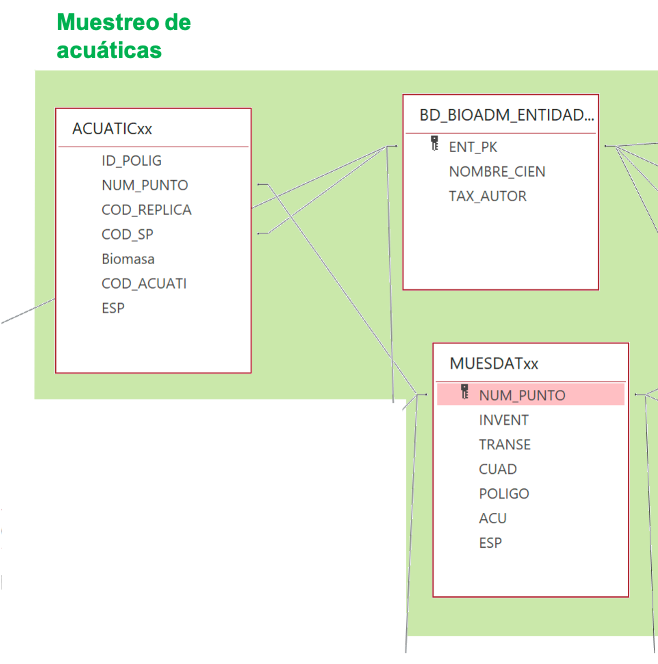 Muestreo de
acuáticas
ACUATICxx
ID_POLIG
NUM_PUNTO
COD_REPLICA
COD_SP
Biomasa
COD_ACUATI
ESP
BD_BIOADM_ENTIDAD...
ENT_PK
NOMBRE_CIEN
TAX_AUTOR
MUESDATxx
NUM_PUNTO
INVENT
TRANSE
CUAD
POLIGO
ACU
ESP